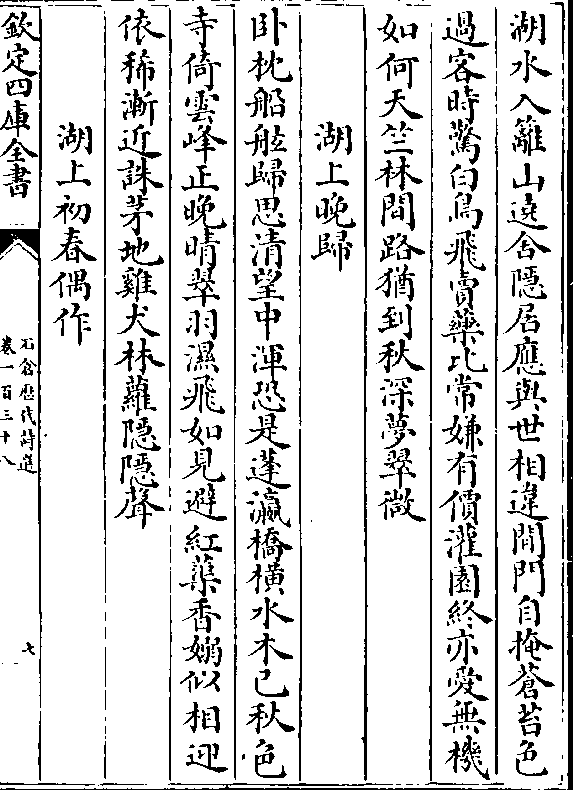 湖水入籬山遶舍隱居應與世相違閒門自掩蒼苔色
過客時驚白鳥飛賣藥比常嫌有價灌園終亦愛無機
如何天竺林間路猶到秋深夢翠微
湖上晚歸
卧枕船舷歸思清望中渾恐是蓬瀛橋橫水木已秋色
寺倚雲峰正晚晴翠羽濕飛如見避紅蕖香嫋似相迎
依稀漸近誅茅地雞犬林蘿隠隠聲
湖上初春偶作
欽定四庫全書
石倉歷代詩選
卷一百三十八
七